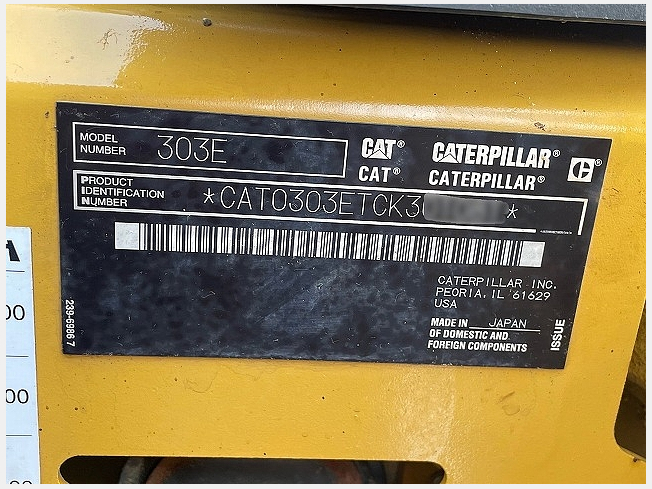 MODEL NUMBER 303E
CAT® CATERPILLAR®
CAT® CATERPILLAR®
PRODUCT IDENTIFICATION NUMBER
*CAT0303ETCK3 *
CATERPILLAR INC.
PEORIA, IL 61629
USA
MADE IN JAPAN
OF DOMESTIC AND
FOREIGN COMPONENTS
ISSUE
239-6986 7